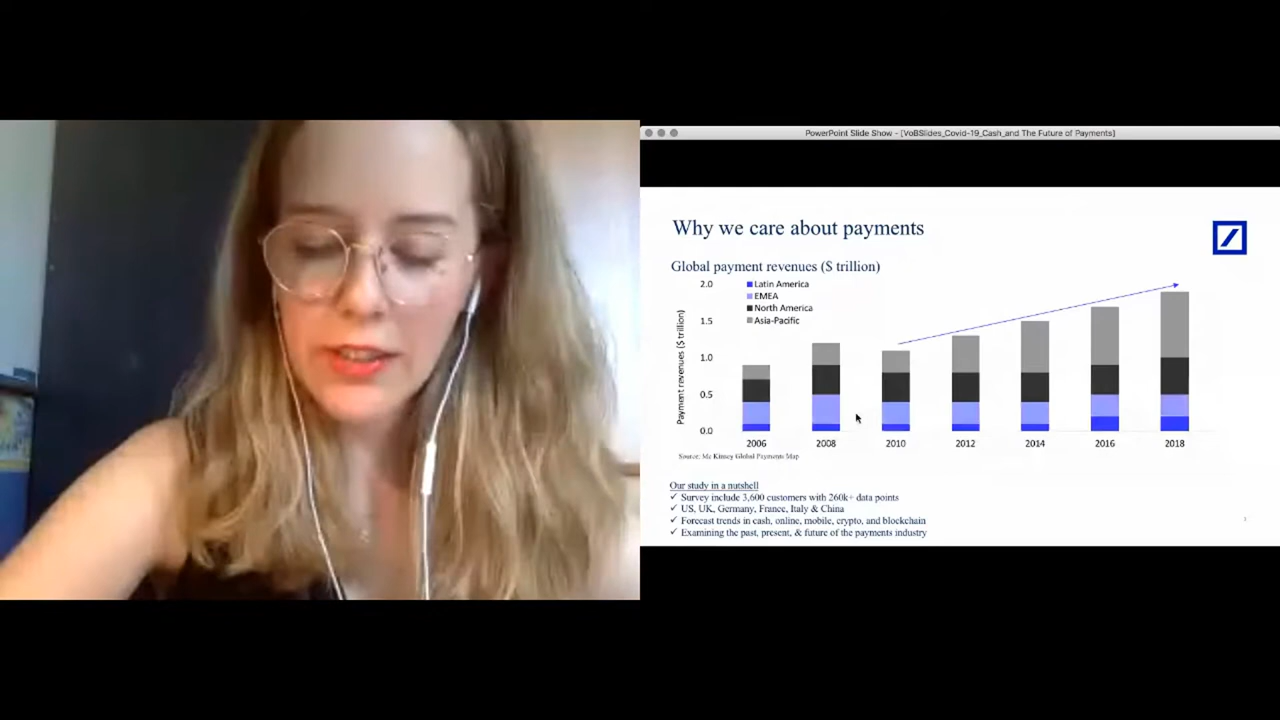 PowerPoint Slide Show - [VoBSlides_Covid-19_Cash_and The Future of Payments]
Why we care about payments
Global payment revenues ($ trillion)
Payment revenues ($ trillion)
2.0
1.5
1.0
0.5
0.0
Latin America
EMEA
North America
Asia-Pacific
2006 2008 2010 2012 2014 2016 2018
Source: Mc Kinsey Global Payments Map
Our study in a nutshell
✓ Survey include 3,600 customers with 260k+ data points
✓ US, UK, Germany, France, Italy & China
✓ Forecast trends in cash, online, mobile, crypto, and blockchain
✓ Examining the past, present, & future of the payments industry